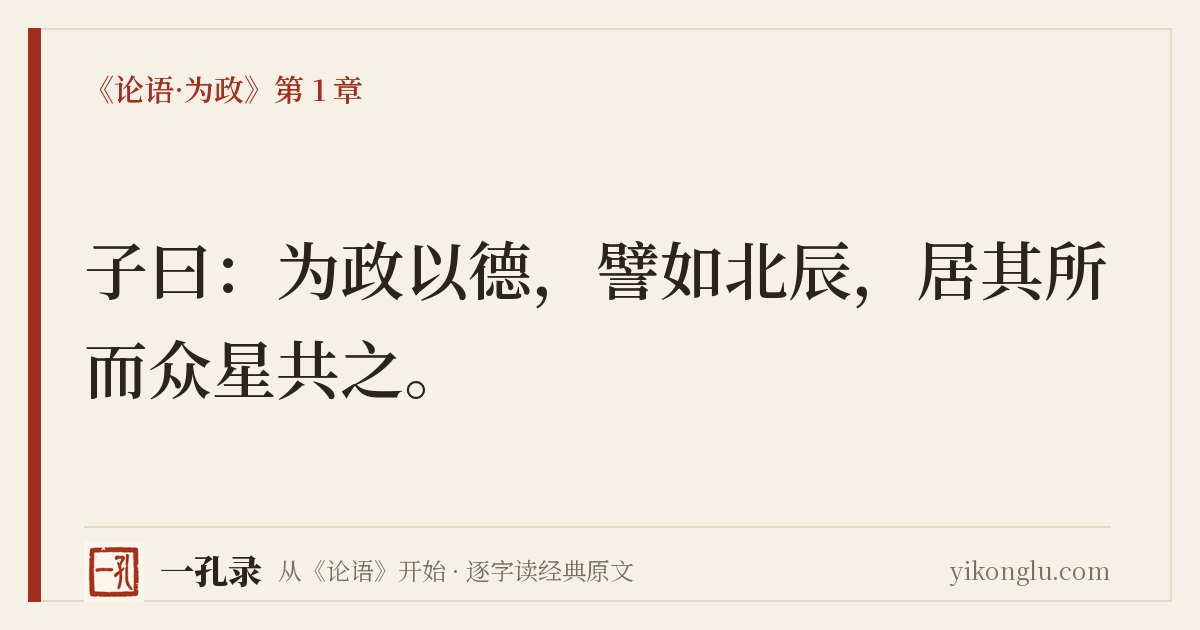 《论语·为政》第 1 章
子曰：为政以德，譬如北辰，居其所
而众星共之。
一孔
一孔录 从《论语》开始 · 逐字读经典原文 yikonglu.com